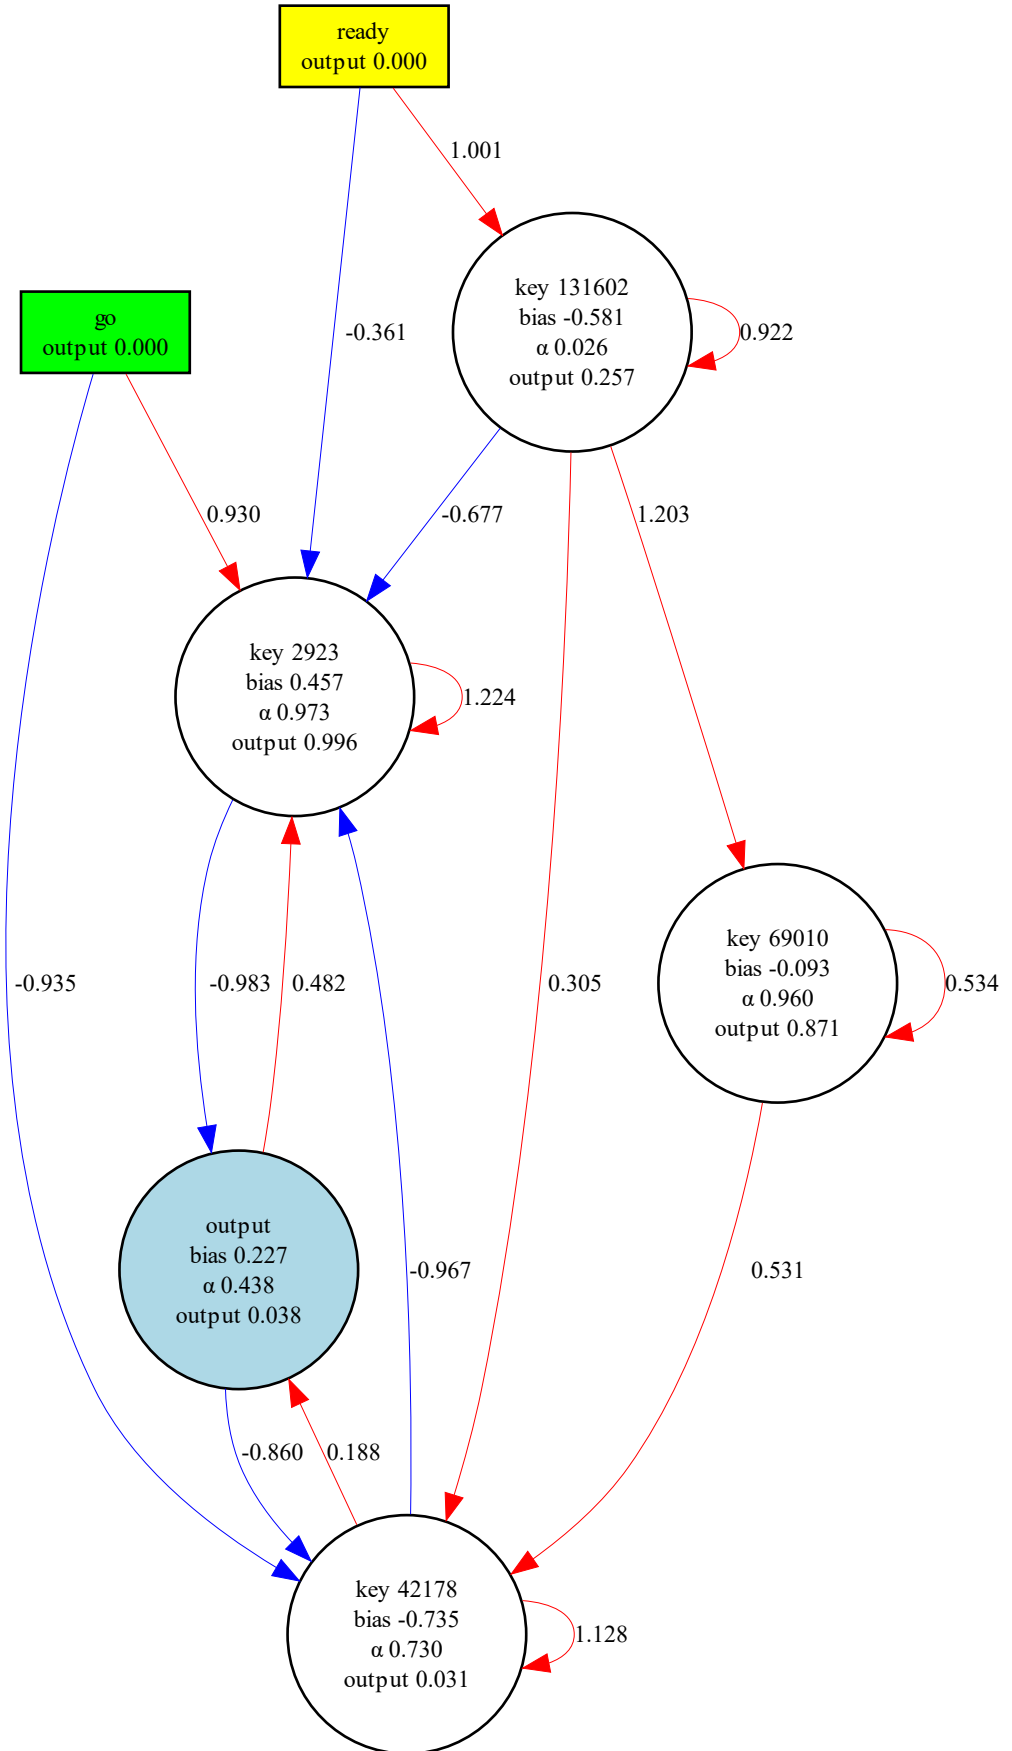 ready
output 0.000
1.001
key 131602
bias -0.581
α 0.026
output 0.257
0.922
go
output 0.000
-0.361
0.930
-0.677
1.203
key 2923
bias 0.457
α 0.973
output 0.996
1.224
key 69010
bias -0.093
α 0.960
output 0.871
0.534
-0.935
-0.983
0.482
0.305
output
bias 0.227
α 0.438
output 0.038
-0.967
0.531
-0.860
0.188
key 42178
bias -0.735
α 0.730
output 0.031
1.128